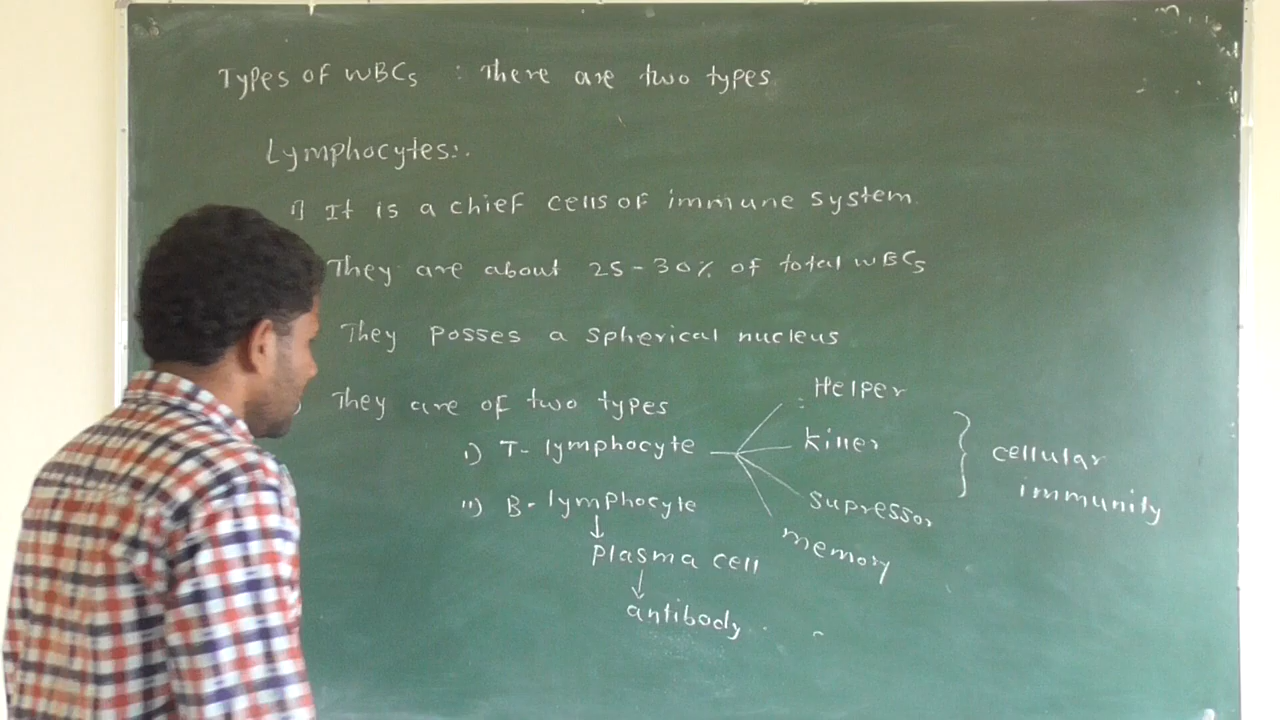 Types of WBCs : There are two types
Lymphocytes:.
1] It is a chief cells of immune system
They are about 25-30% of total WBCs
They posses a spherical nucleus
They are of two types
Helper
i) T- lymphocyte killer
cellular
immunity
ii) B- lymphocyte supressor
memory
Plasma cell
antibody